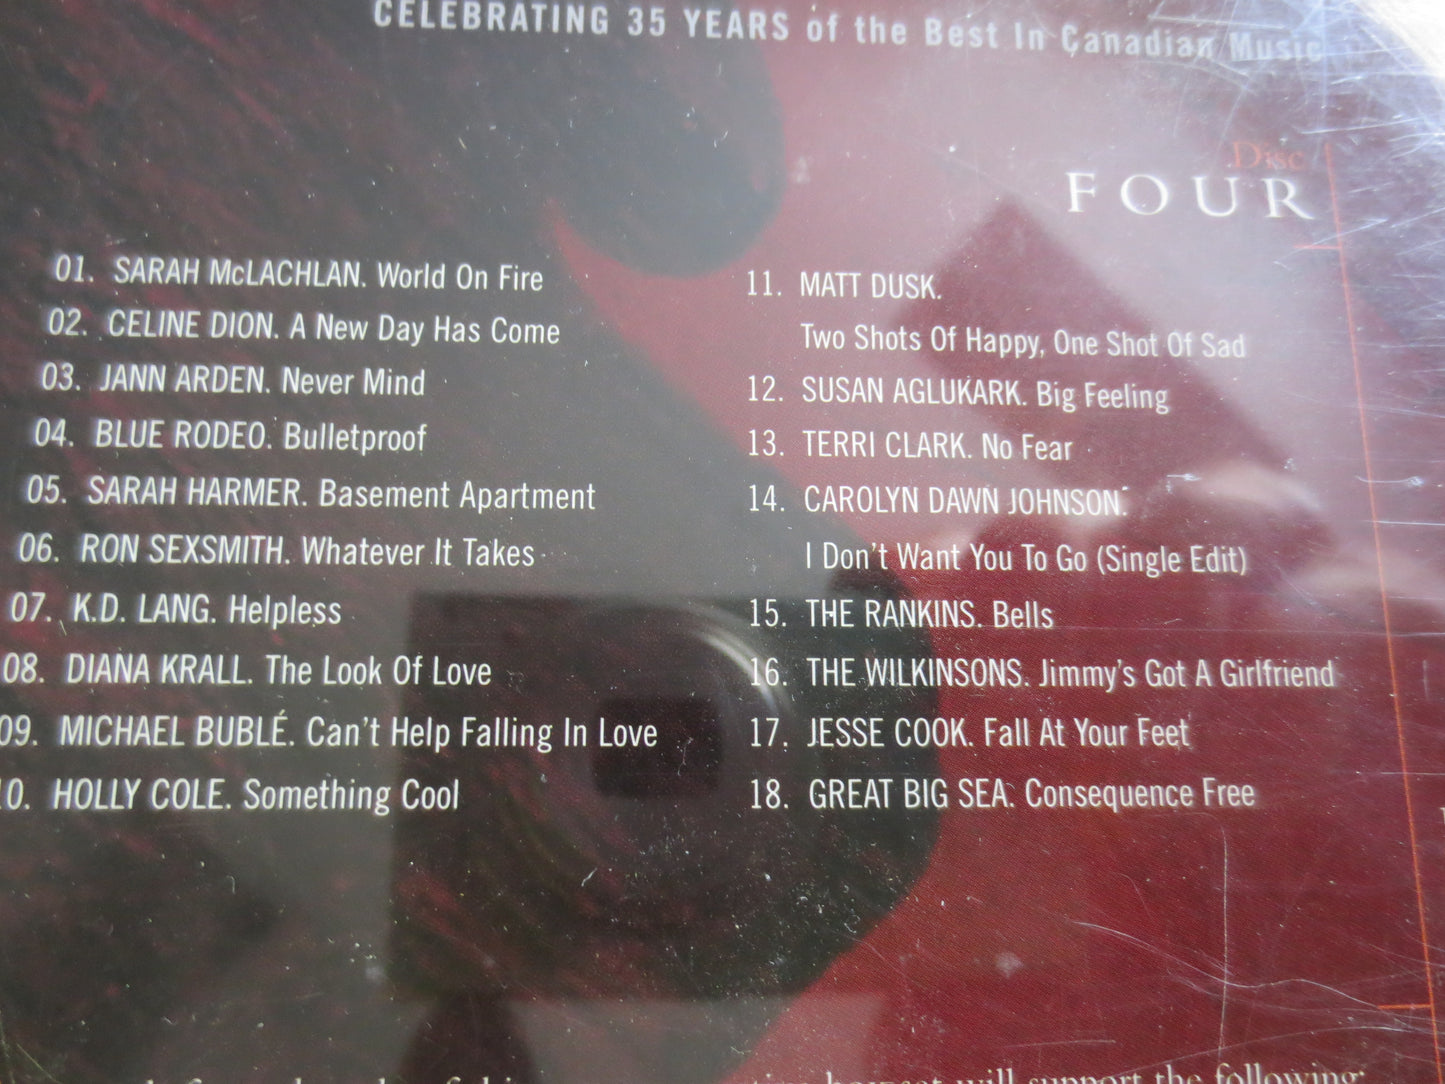 CELEBRATING 35 YEARS of the Best In Canadian Music
Disc
FOUR
01. SARAH McLACHLAN. World On Fire
02. CELINE DION. A New Day Has Come
03. JANN ARDEN. Never Mind
04. BLUE RODEO. Bulletproof
05. SARAH HARMER. Basement Apartment
06. RON SEXSMITH. Whatever It Takes
07. K.D. LANG. Helpless
08. DIANA KRALL. The Look Of Love
09. MICHAEL BUBLÉ. Can't Help Falling In Love
10. HOLLY COLE. Something Cool
11. MATT DUSK.
Two Shots Of Happy, One Shot Of Sad
12. SUSAN AGLUKARK. Big Feeling
13. TERRI CLARK. No Fear
14. CAROLYN DAWN JOHNSON.
I Don't Want You To Go (Single Edit)
15. THE RANKINS. Bells
16. THE WILKINSONS. Jimmy's Got A Girlfriend
17. JESSE COOK. Fall At Your Feet
18. GREAT BIG SEA. Consequence Free
will support the following: